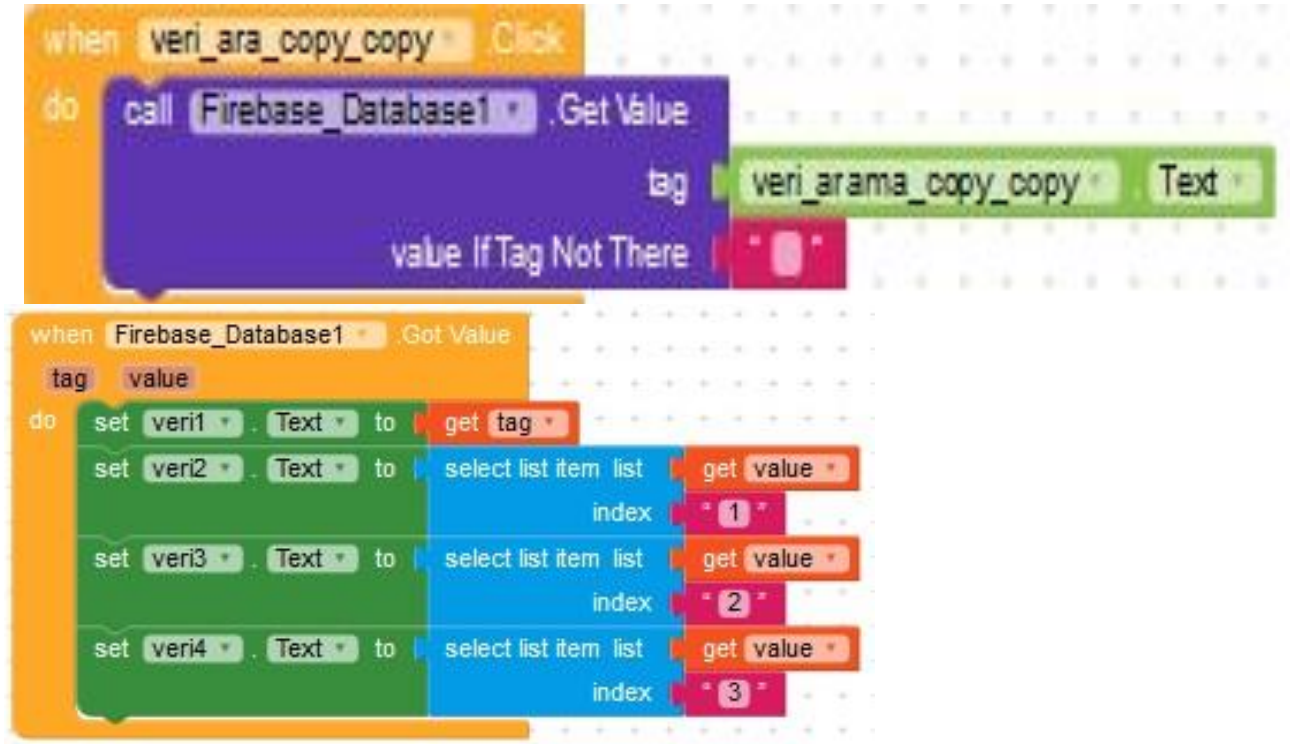 when veri_ara_copy_copy .Click
do call Firebase_Database1 .Get Value
tag veri_arama_copy_copy . Text
value If Tag Not There " "
when Firebase_Database1 .Got Value
tag value
do set veri1 . Text to get tag
set veri2 . Text to select list item list get value
index " 1 "
set veri3 . Text to select list item list get value
index " 2 "
set veri4 . Text to select list item list get value
index " 3 "